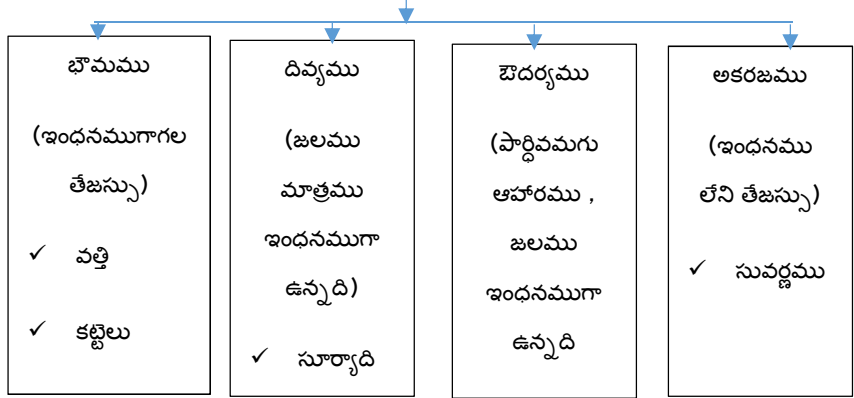 భౌమము
(ఇంధనముగాగల
తేజస్సు)
✓ వత్తి
✓ కట్టెలు
దివ్యము
(జలము
మాత్రము
ఇంధనముగా
ఉన్నది)
✓ సూర్యాది
ఔదర్యము
(పార్ధివమగు
ఆహారము ,
జలము
ఇంధనముగా
ఉన్నది
అకరజము
(ఇంధనము
లేని తేజస్సు)
✓ సువర్ణము